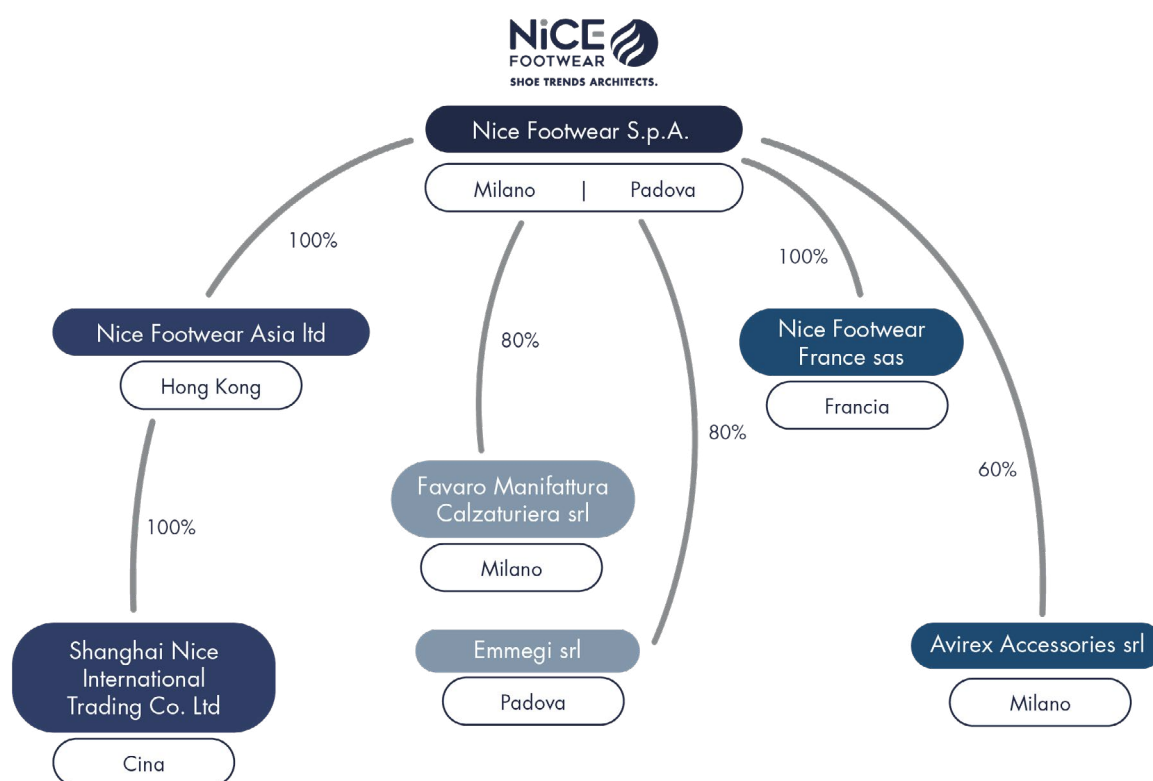 NiCE
FOOTWEAR
SHOE TRENDS ARCHITECTS.
Nice Footwear S.p.A.
Milano | Padova
100%
100%
Nice Footwear Asia ltd
Hong Kong
80%
Nice Footwear
France sas
Francia
80%
60%
Favaro Manifattura
Calzaturiera srl
Milano
100%
Shanghai Nice
International
Trading Co. Ltd
Cina
Emmegi srl
Padova
Avirex Accessories srl
Milano